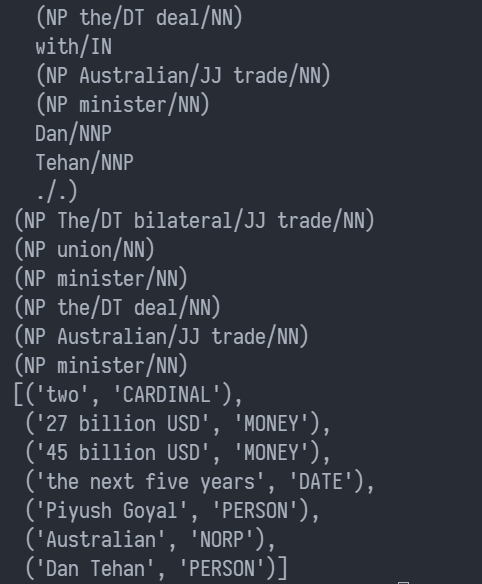 (NP the/DT deal/NN)
with/IN
(NP Australian/JJ trade/NN)
(NP minister/NN)
Dan/NNP
Tehan/NNP
./.)
(NP The/DT bilateral/JJ trade/NN)
(NP union/NN)
(NP minister/NN)
(NP the/DT deal/NN)
(NP Australian/JJ trade/NN)
(NP minister/NN)
[('two', 'CARDINAL'),
('27 billion USD', 'MONEY'),
('45 billion USD', 'MONEY'),
('the next five years', 'DATE'),
('Piyush Goyal', 'PERSON'),
('Australian', 'NORP'),
('Dan Tehan', 'PERSON')]